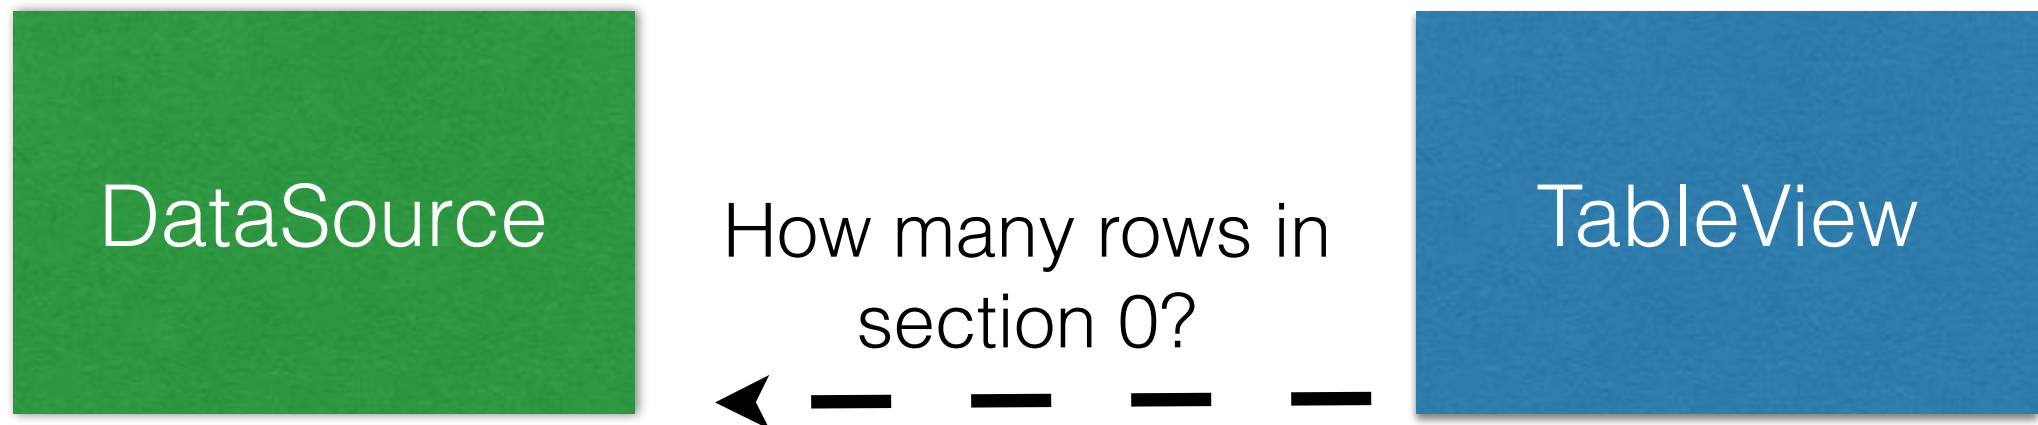 DataSource
How many rows in
section 0?
TableView